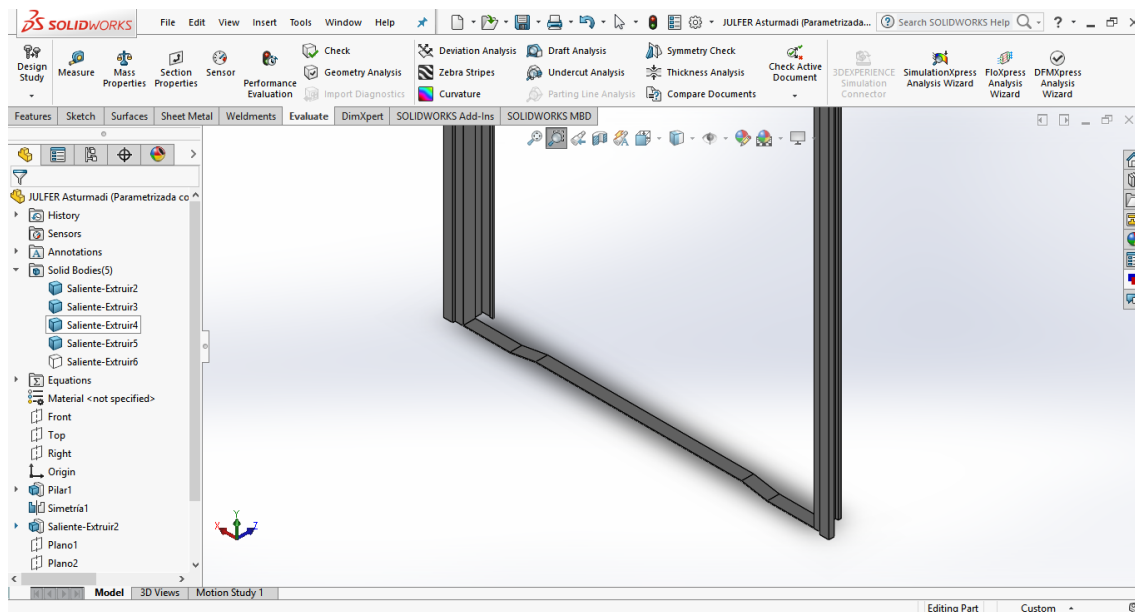 SOLIDWORKS File Edit View Insert Tools Window Help JULFER Asturmadi (Parametrizada... Search SOLIDWORKS Help
Design Study
Measure
Mass Properties
Section Properties
Sensor
Performance Evaluation
Check
Geometry Analysis
Import Diagnostics
Deviation Analysis
Zebra Stripes
Curvature
Draft Analysis
Undercut Analysis
Parting Line Analysis
Symmetry Check
Thickness Analysis
Compare Documents
Check Active Document
3DEXPERIENCE Simulation Connector
SimulationXpress Analysis Wizard
FloXpress Analysis Wizard
DFMXpress Analysis Wizard
Features Sketch Surfaces Sheet Metal Weldments Evaluate DimXpert SOLIDWORKS Add-Ins SOLIDWORKS MBD
JULFER Asturmadi (Parametrizada co
History
Sensors
Annotations
Solid Bodies(5)
Saliente-Extruir2
Saliente-Extruir3
Saliente-Extruir4
Saliente-Extruir5
Saliente-Extruir6
Equations
Material <not specified>
Front
Top
Right
Origin
Pilar1
Simetría1
Saliente-Extruir2
Plano1
Plano2
X Y Z
Model 3D Views Motion Study 1
Editing Part Custom